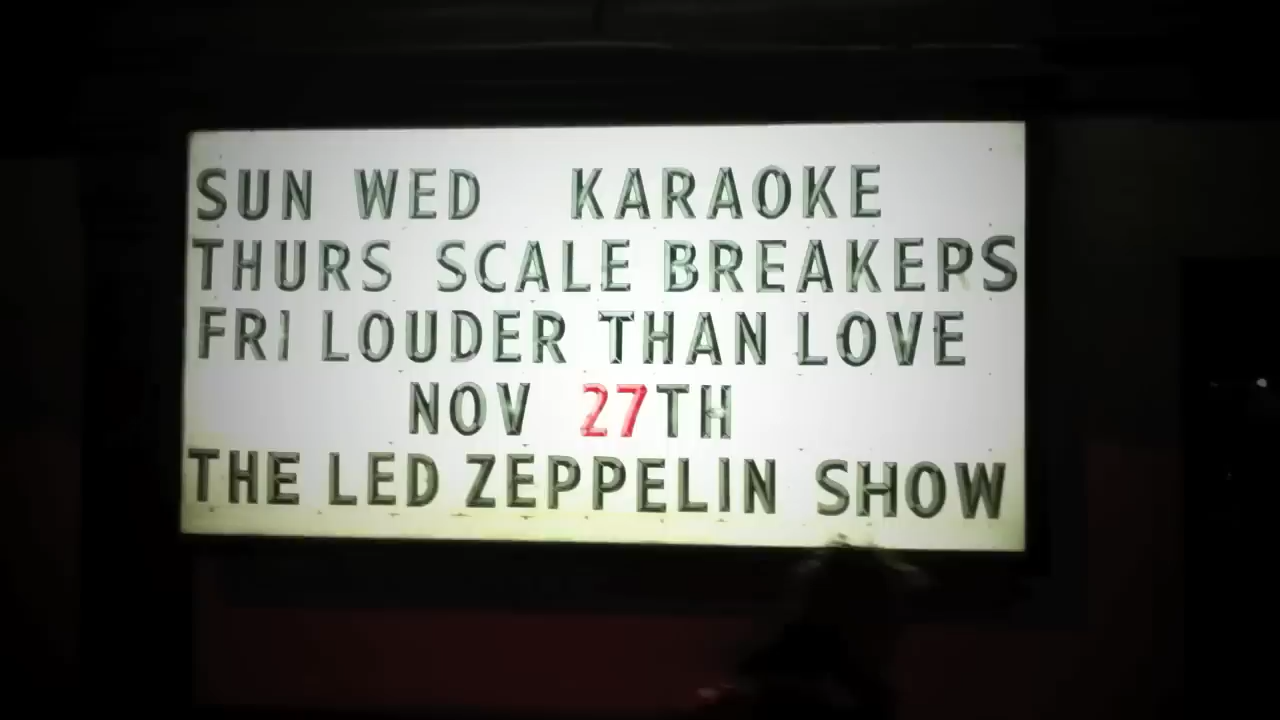 SUN WED KARAOKE
THURS SCALE BREAKEPS
FRI LOUDER THAN LOVE
NOV 27TH
THE LED ZEPPELIN SHOW